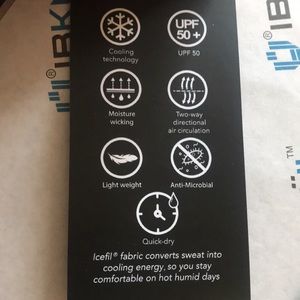 UPF
50+
Cooling
technology
UPF 50
Moisture
wicking
Two-way
directional
air circulation
Light weight
Anti-Microbial
Quick-dry
Icefil® fabric converts sweat into
cooling energy, so you stay
comfortable on hot humid days